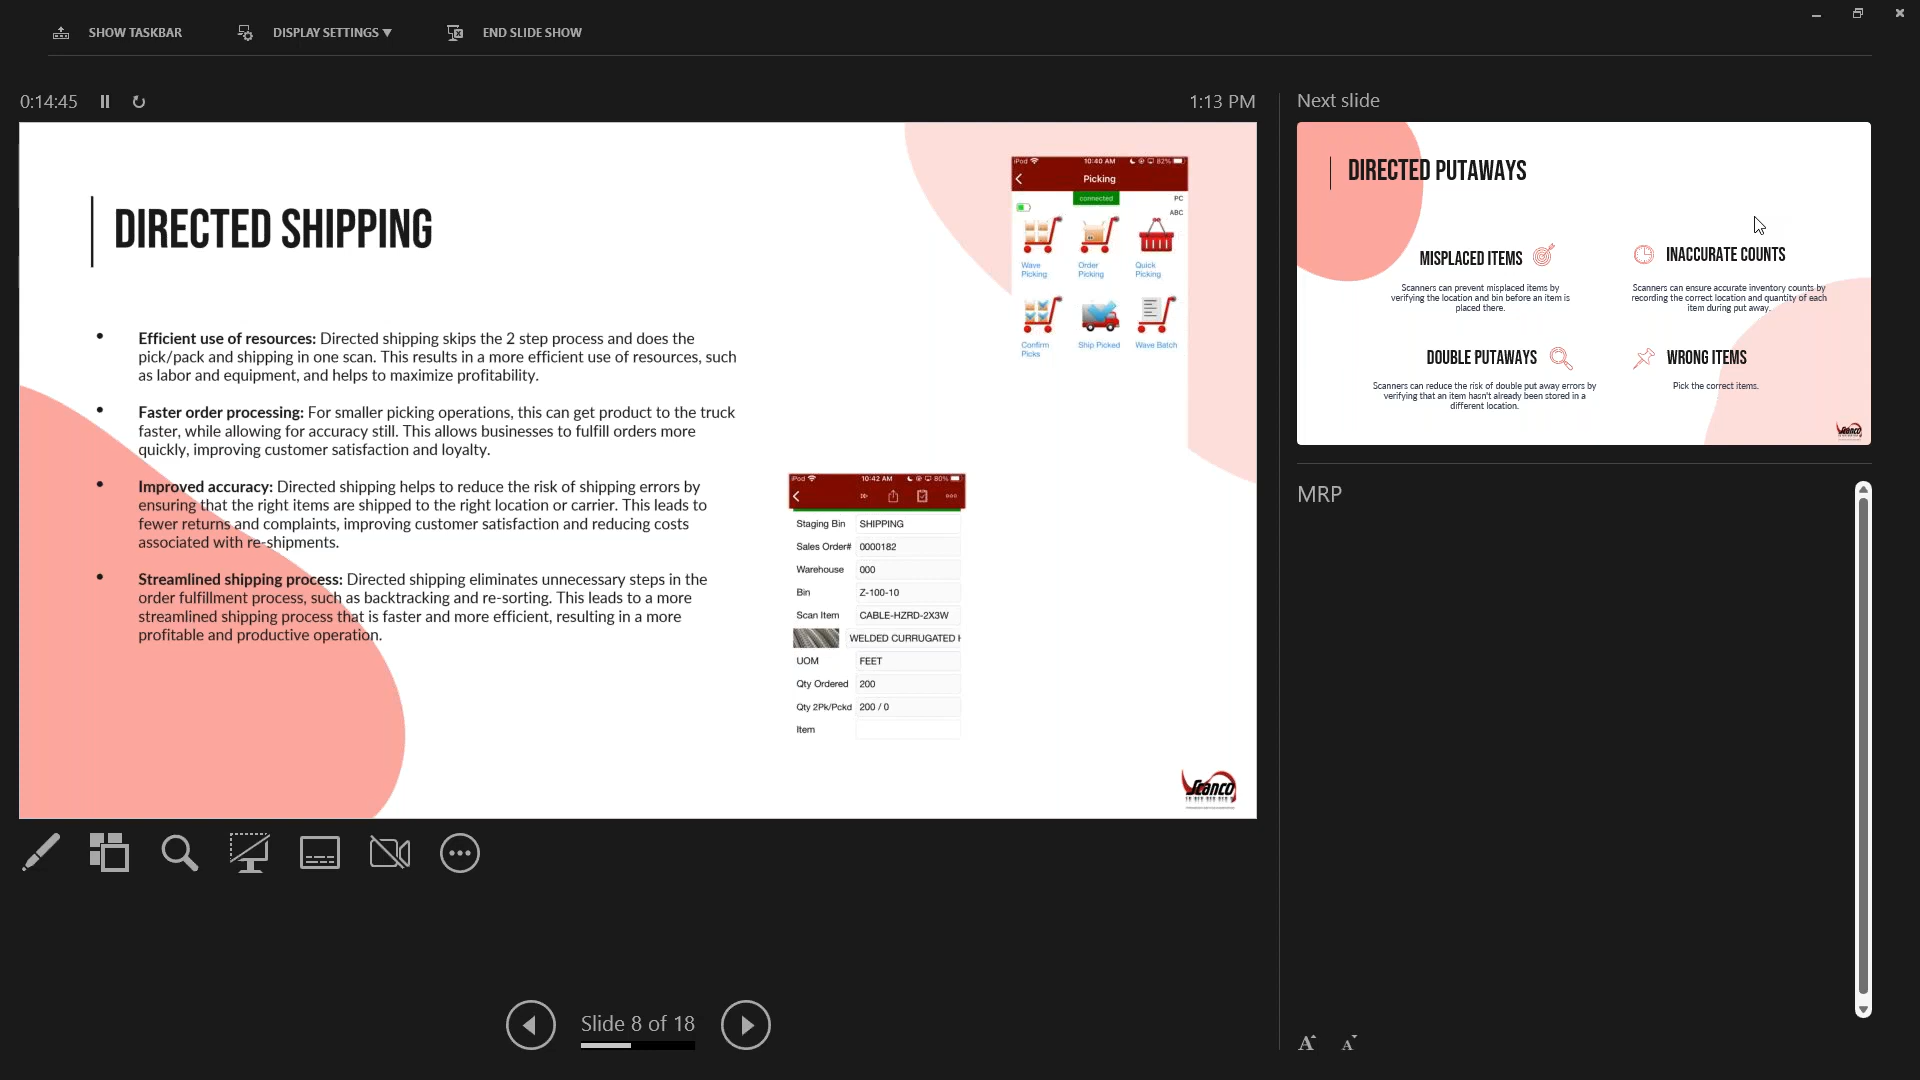 SHOW TASKBAR
DISPLAY SETTINGS ▼
END SLIDE SHOW
0:14:45
1:13 PM
DIRECTED SHIPPING
• Efficient use of resources: Directed shipping skips the 2 step process and does the
pick/pack and shipping in one scan. This results in a more efficient use of resources, such
as labor and equipment, and helps to maximize profitability.
• Faster order processing: For smaller picking operations, this can get product to the truck
faster, while allowing for accuracy still. This allows businesses to fulfill orders more
quickly, improving customer satisfaction and loyalty.
• Improved accuracy: Directed shipping helps to reduce the risk of shipping errors by
ensuring that the right items are shipped to the right location or carrier. This leads to
fewer returns and complaints, improving customer satisfaction and reducing costs
associated with re-shipments.
• Streamlined shipping process: Directed shipping eliminates unnecessary steps in the
order fulfillment process, such as backtracking and re-sorting. This leads to a more
streamlined shipping process that is faster and more efficient, resulting in a more
profitable and productive operation.
iPod 10:40 AM 82%
Picking
connected
PC
ABC
Wave Picking
Order Picking
Quick Picking
Confirm Picks
Ship Picked
Wave Batch
iPod 10:42 AM 80%
Staging Bin SHIPPING
Sales Order# 0000182
Warehouse 000
Bin Z-100-10
Scan Item CABLE-HZRD-2X3W
WELDED CURRUGATED
UOM FEET
Qty Ordered 200
Qty 2Pk/Pckd 200 / 0
Item
Scanco
Slide 8 of 18
Next slide
DIRECTED PUTAWAYS
MISPLACED ITEMS
Scanners can prevent misplaced items by
verifying the location and bin before an item is
placed there.
INACCURATE COUNTS
Scanners can ensure accurate inventory counts by
recording the correct location and quantity of each
item during put away.
DOUBLE PUTAWAYS
Scanners can reduce the risk of double put away errors by
verifying that an item hasn't already been stored in a
different location.
WRONG ITEMS
Pick the correct items.
Scanco
MRP
A
A